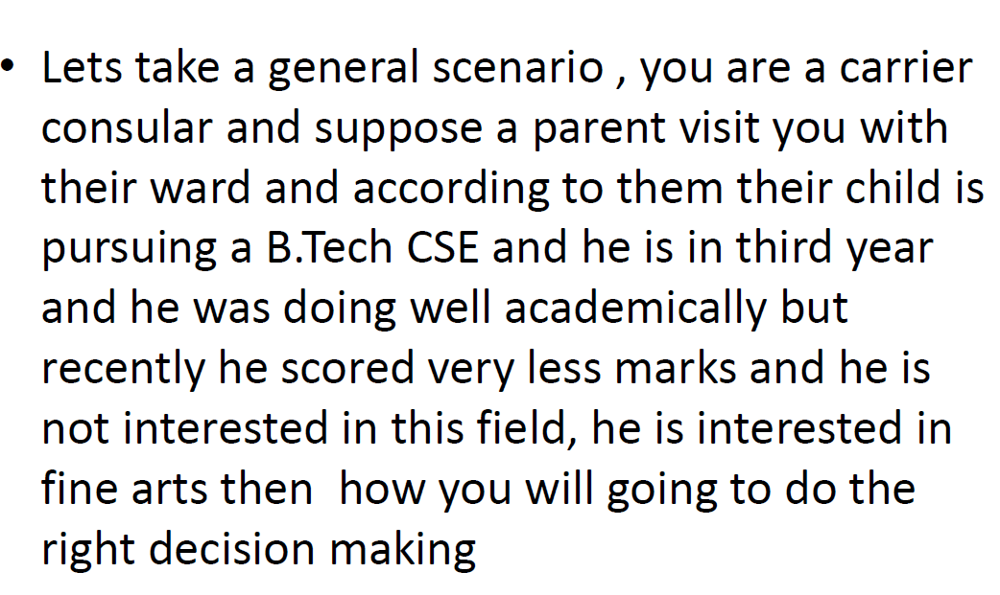 • Lets take a general scenario , you are a carrier
consular and suppose a parent visit you with
their ward and according to them their child is
pursuing a B.Tech CSE and he is in third year
and he was doing well academically but
recently he scored very less marks and he is
not interested in this field, he is interested in
fine arts then  how you will going to do the
right decision making